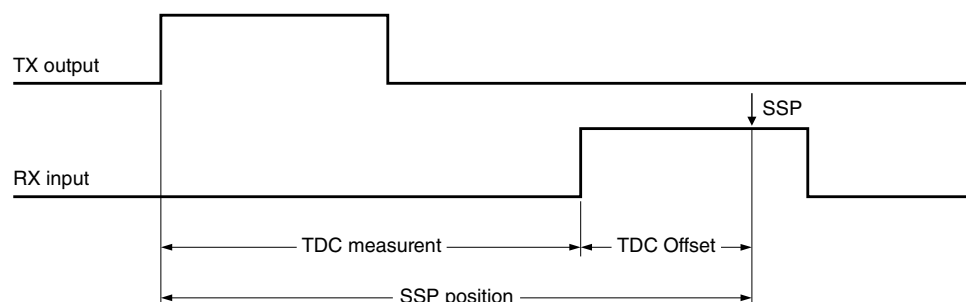 TX output
SSP
RX input
TDC measurent
TDC Offset
SSP position